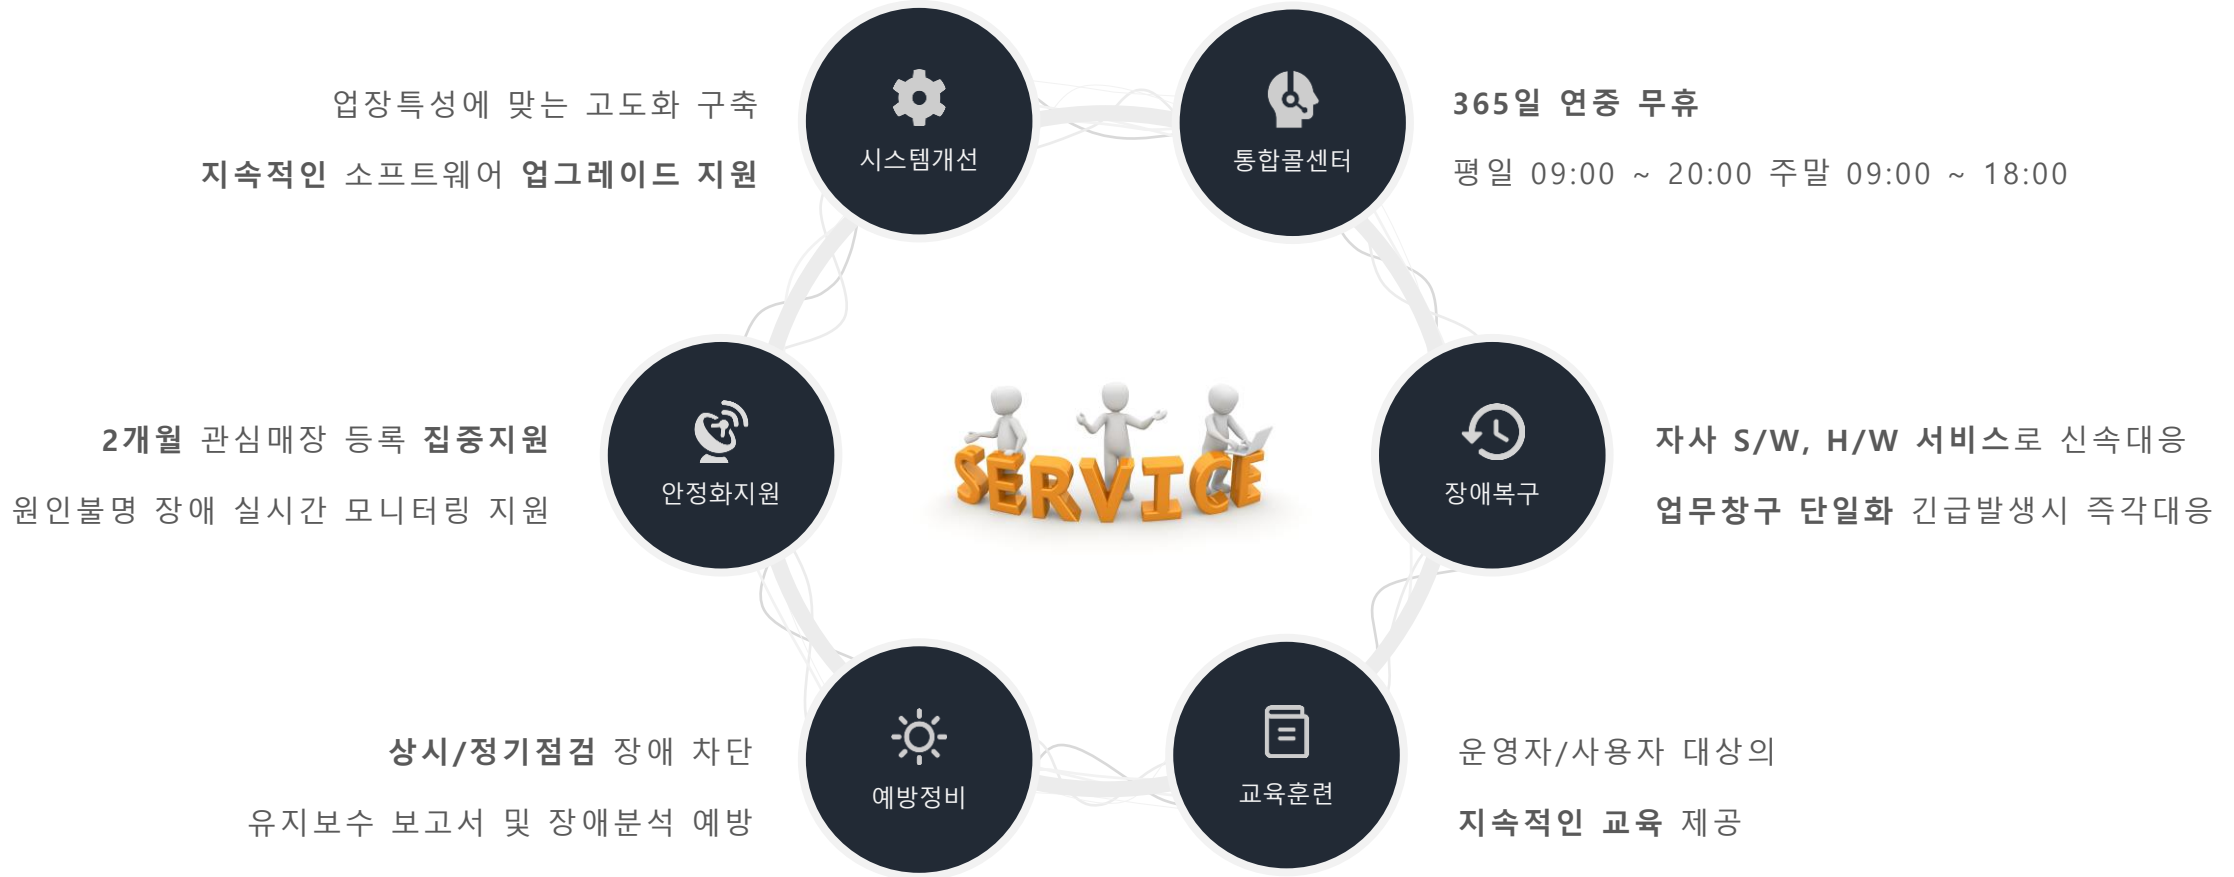 시스템개선
업장특성에 맞는 고도화 구축
지속적인 소프트웨어 업그레이드 지원
통합콜센터
365일 연중 무휴
평일 09:00 ~ 20:00 주말 09:00 ~ 18:00
안정화지원
2개월 관심매장 등록 집중지원
원인불명 장애 실시간 모니터링 지원
SERVICE
장애복구
자사 S/W, H/W 서비스로 신속대응
업무창구 단일화 긴급발생시 즉각대응
예방정비
상시/정기점검 장애 차단
유지보수 보고서 및 장애분석 예방
교육훈련
운영자/사용자 대상의
지속적인 교육 제공